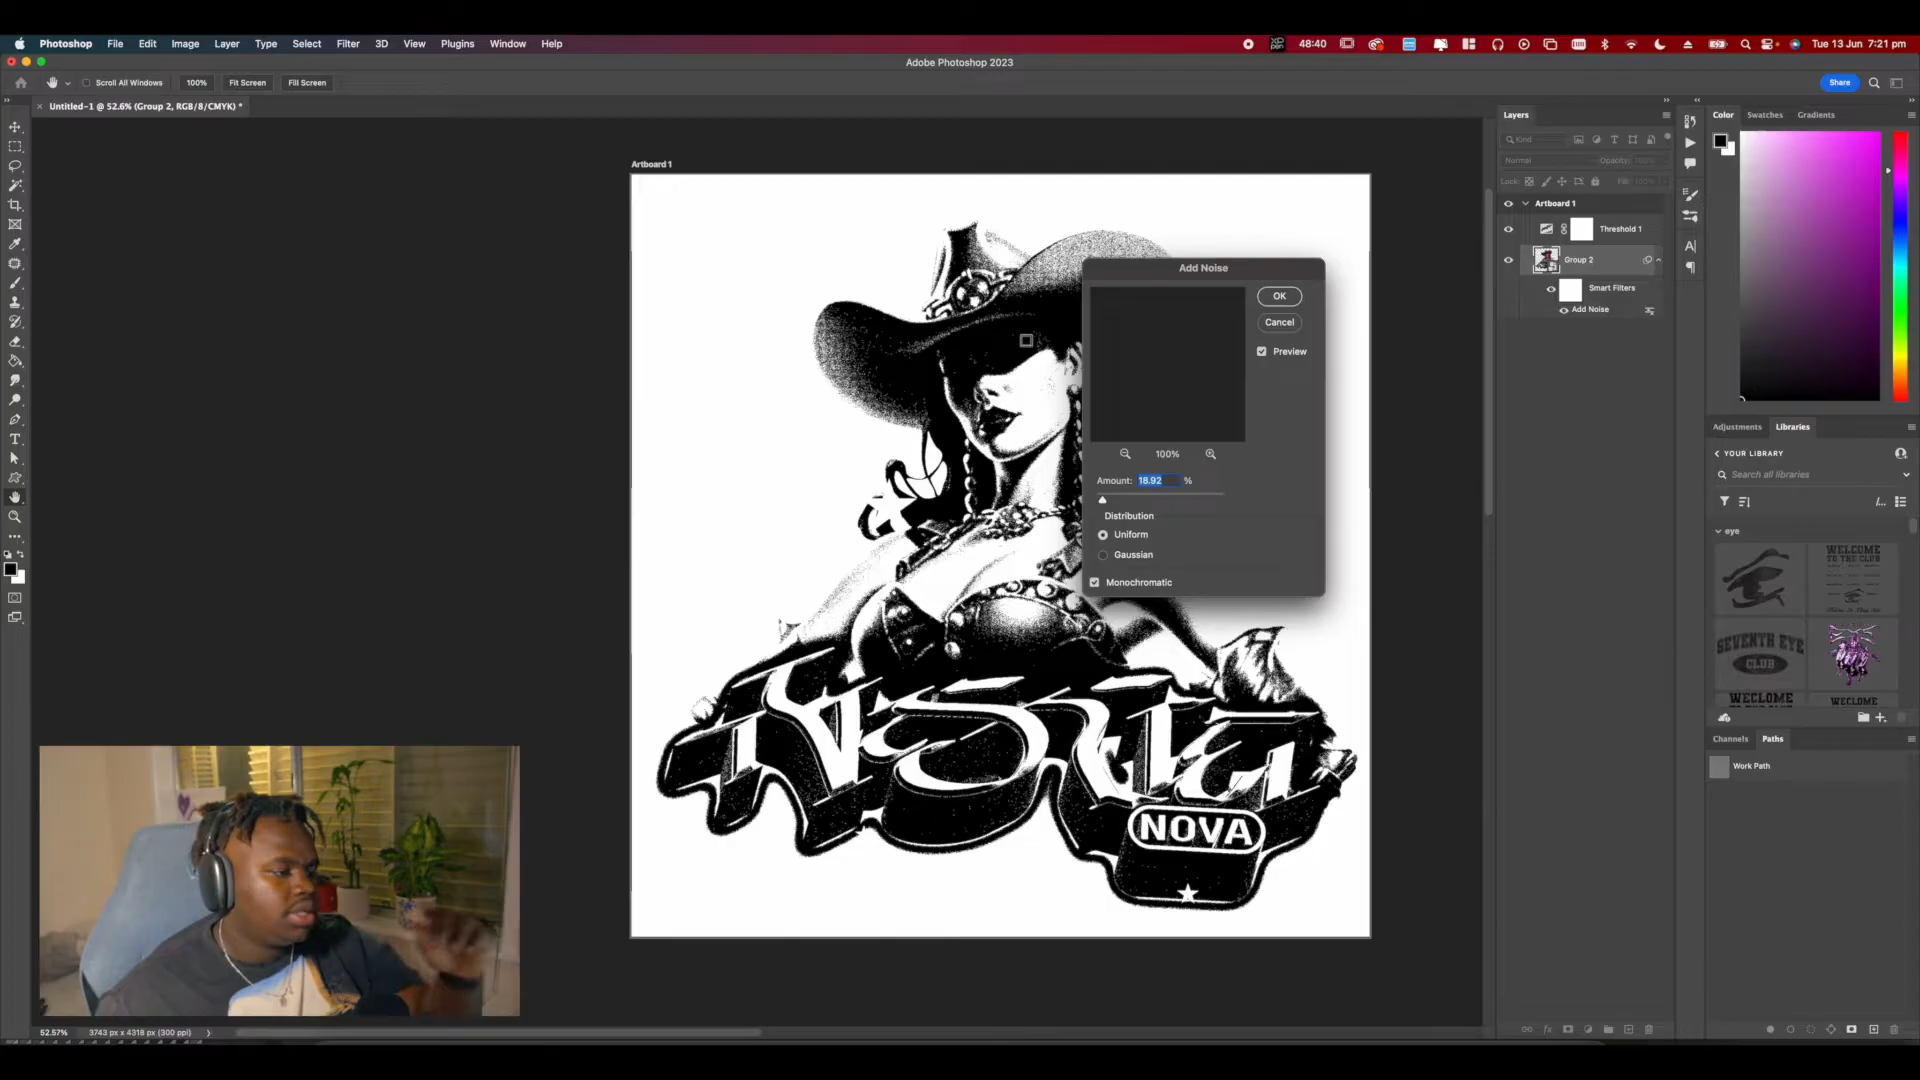 Photoshop File Edit Image Layer Type Select Filter 3D View Plugins Window Help
48:40
Tue 13 Jun 7:21 pm
Adobe Photoshop 2023
Scroll All Windows 100% Fit Screen Fill Screen
Share
Untitled-1 @ 52.6% (Group 2, RGB/8/CMYK) *
Layers
Kind
Normal Opacity: 100%
Lock: Fill: 100%
Artboard 1
Threshold 1
Group 2
Smart Filters
Add Noise
Color Swatches Gradients
Artboard 1
Add Noise
OK
Cancel
Preview
100%
Amount: 18.92 %
Distribution
Uniform
Gaussian
Monochromatic
NOVA
Adjustments Libraries
YOUR LIBRARY
Search all libraries
eye
WELCOME
TO THE CLUB
SEVENTH EYE
CLUB
WECLOME
WELCOME
Channels Paths
Work Path
52.57% 3743 px x 4318 px (300 ppi)